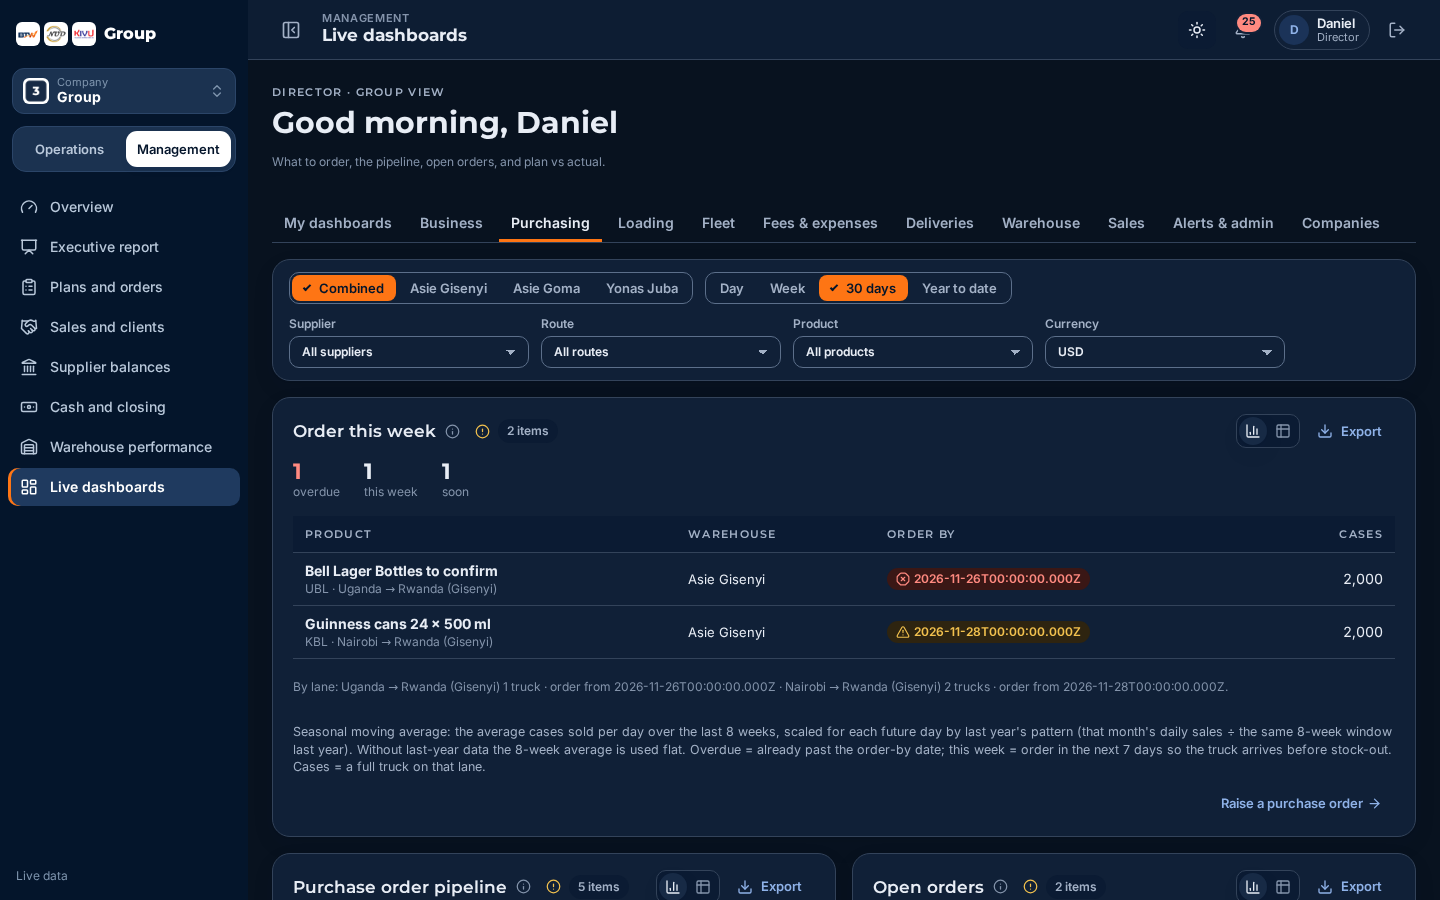 BTW NUD KIVU Group
Company
3 Group
Operations Management
Overview
Executive report
Plans and orders
Sales and clients
Supplier balances
Cash and closing
Warehouse performance
Live dashboards
Live data
MANAGEMENT
Live dashboards
25
D Daniel
Director
DIRECTOR · GROUP VIEW
Good morning, Daniel
What to order, the pipeline, open orders, and plan vs actual.
My dashboards Business Purchasing Loading Fleet Fees & expenses Deliveries Warehouse Sales Alerts & admin Companies
Combined Asie Gisenyi Asie Goma Yonas Juba Day Week 30 days Year to date
Supplier Route Product Currency
All suppliers All routes All products USD
Order this week 2 items Export
1 1 1
overdue this week soon
PRODUCT WAREHOUSE ORDER BY CASES
Bell Lager Bottles to confirm
UBL · Uganda → Rwanda (Gisenyi)
Asie Gisenyi 2026-11-26T00:00:00.000Z 2,000
Guinness cans 24 × 500 ml
KBL · Nairobi → Rwanda (Gisenyi)
Asie Gisenyi 2026-11-28T00:00:00.000Z 2,000
By lane: Uganda → Rwanda (Gisenyi) 1 truck · order from 2026-11-26T00:00:00.000Z · Nairobi → Rwanda (Gisenyi) 2 trucks · order from 2026-11-28T00:00:00.000Z.
Seasonal moving average: the average cases sold per day over the last 8 weeks, scaled for each future day by last year's pattern (that month's daily sales ÷ the same 8-week window
last year). Without last-year data the 8-week average is used flat. Overdue = already past the order-by date; this week = order in the next 7 days so the truck arrives before stock-out.
Cases = a full truck on that lane.
Raise a purchase order →
Purchase order pipeline 5 items Export
Open orders 2 items Export